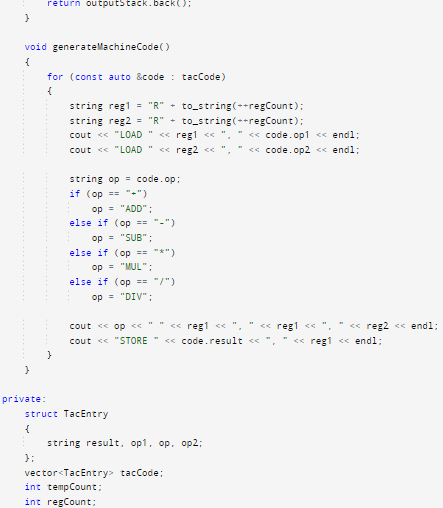 return outputStack.back();
}
void generateMachineCode()
{
for (const auto &code : tacCode)
{
string reg1 = "R" + to_string(++regCount);
string reg2 = "R" + to_string(++regCount);
cout << "LOAD " << reg1 << ", " << code.op1 << endl;
cout << "LOAD " << reg2 << ", " << code.op2 << endl;
string op = code.op;
if (op == "+")
op = "ADD";
else if (op == "-")
op = "SUB";
else if (op == "*")
op = "MUL";
else if (op == "/")
op = "DIV";
cout << op << " " << reg1 << ", " << reg1 << ", " << reg2 << endl;
cout << "STORE " << code.result << ", " << reg1 << endl;
}
}
private:
struct TacEntry
{
string result, op1, op, op2;
};
vector<TacEntry> tacCode;
int tempCount;
int regCount;